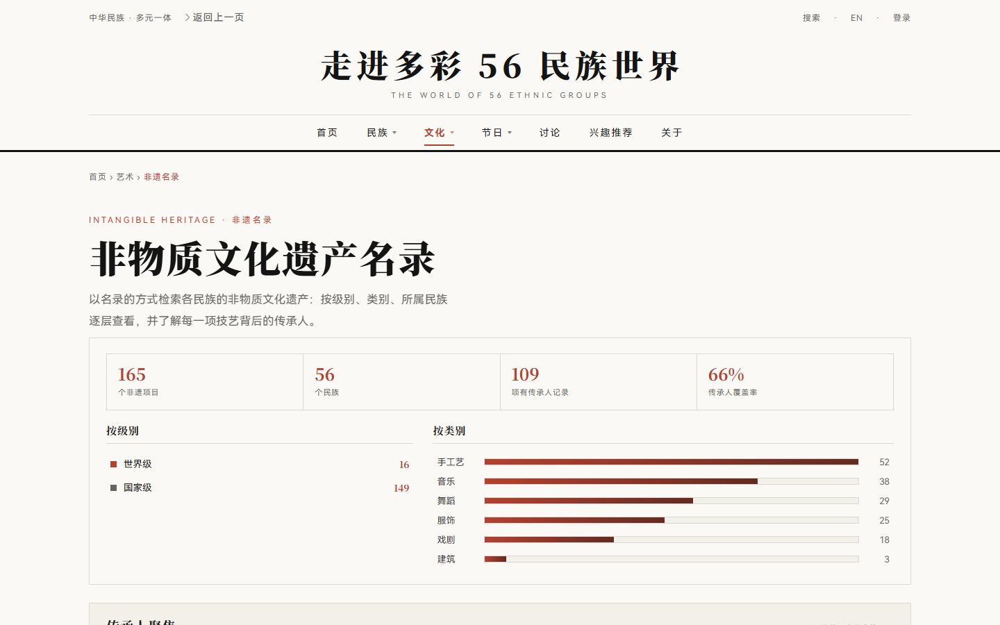 中华民族 · 多元一体 返回上一页
搜索 · EN · 登录
走进多彩 56 民族世界
THE WORLD OF 56 ETHNIC GROUPS
首页 民族 文化 节日 讨论 兴趣推荐 关于
首页 › 艺术 › 非遗名录
INTANGIBLE HERITAGE · 非遗名录
非物质文化遗产名录
以名录的方式检索各民族的非物质文化遗产：按级别、类别、所属民族
逐层查看，并了解每一项技艺背后的传承人。
165
个非遗项目
56
个民族
109
项有传承人记录
66%
传承人覆盖率
按级别
世界级 16
国家级 149
按类别
手工艺 52
音乐 38
舞蹈 29
服饰 25
戏剧 18
建筑 3
传承人聚焦